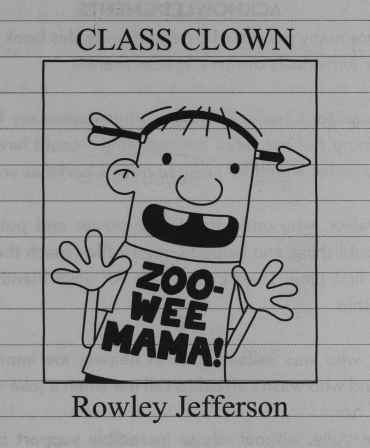 CLASS CLOWN
ZOO-
WEE
MAMA!
Rowley Jefferson